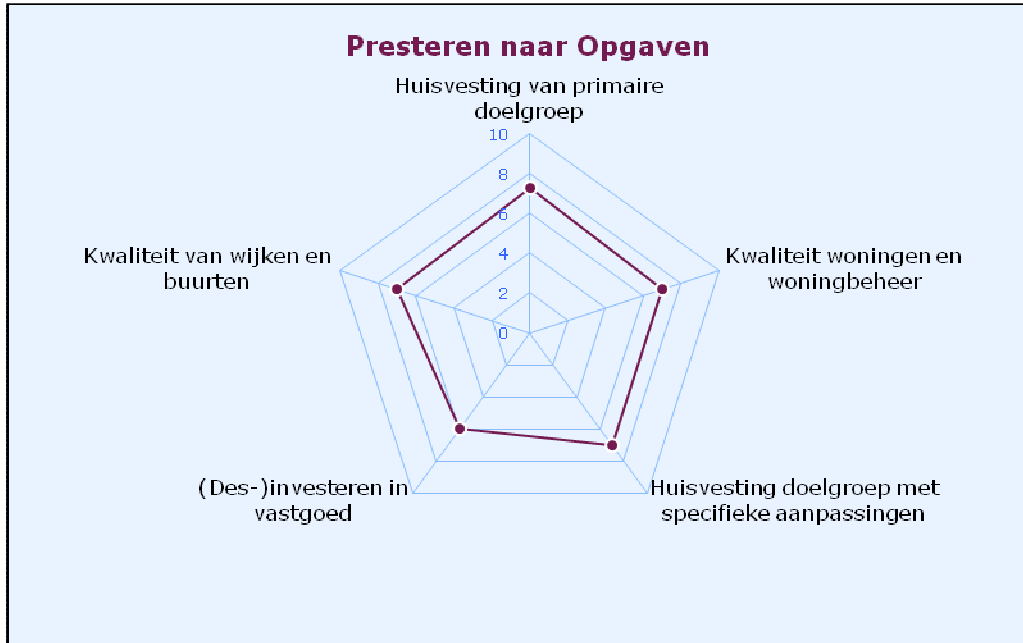 Presteren naar Opgaven
Huisvesting van primaire
doelgroep
10
8
6
4
2
0
Kwaliteit van wijken en
buurten
Kwaliteit woningen en
woningbeheer
(Des-)investeren in
vastgoed
Huisvesting doelgroep met
specifieke aanpassingen